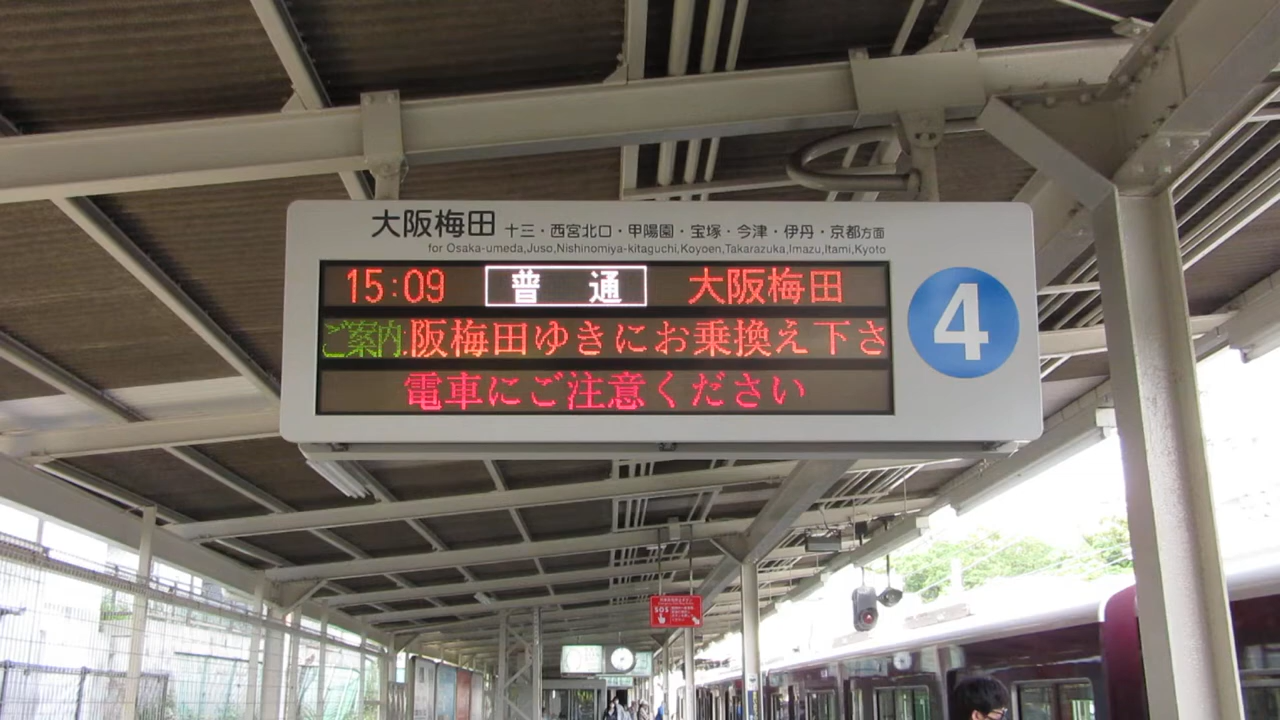 大阪梅田 十三・西宮北口・甲陽園・宝塚・今津・伊丹・京都方面
for Osaka-umeda,Juso,Nishinomiya-kitaguchi,Koyoen,Takarazuka,Imazu,Itami,Kyoto
15:09 普通 大阪梅田
4
ご案内:阪梅田ゆきにお乗換え下さ
電車にご注意ください
SOS